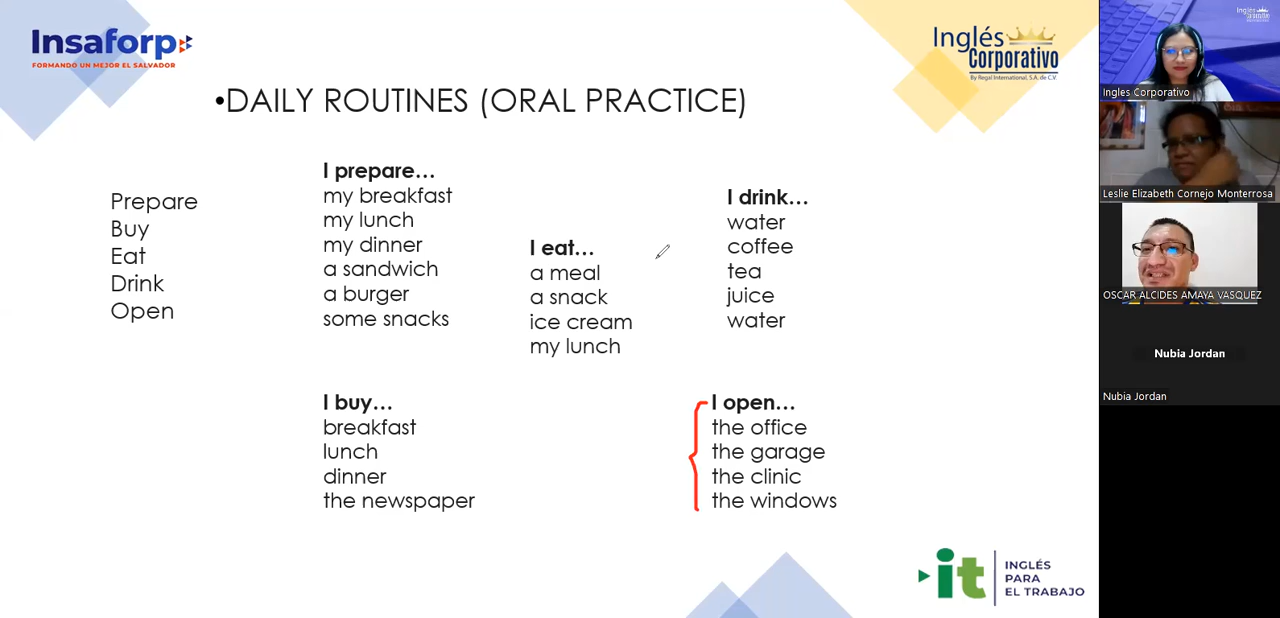 Insaforp
FORMANDO UN MEJOR EL SALVADOR
Inglés
Corporativo
By Regal International, S.A. de C.V.
•DAILY ROUTINES (ORAL PRACTICE)
Prepare
Buy
Eat
Drink
Open
I prepare...
my breakfast
my lunch
my dinner
a sandwich
a burger
some snacks
I eat...
a meal
a snack
ice cream
my lunch
I drink...
water
coffee
tea
juice
water
I buy...
breakfast
lunch
dinner
the newspaper
I open...
the office
the garage
the clinic
the windows
it
INGLÉS
PARA
EL TRABAJO
Ingles Corporativo
Leslie Elizabeth Cornejo Monterrosa
OSCAR ALCIDES AMAYA VASQUEZ
Nubia Jordan
Nubia Jordan